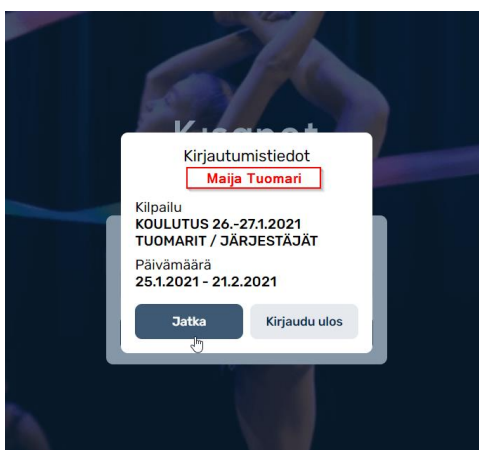 Kisanet
Kirjautumistiedot
Maija Tuomari
Kilpailu
KOULUTUS 26.-27.1.2021
TUOMARIT / JÄRJESTÄJÄT
Päivämäärä
25.1.2021 - 21.2.2021
Jatka Kirjaudu ulos